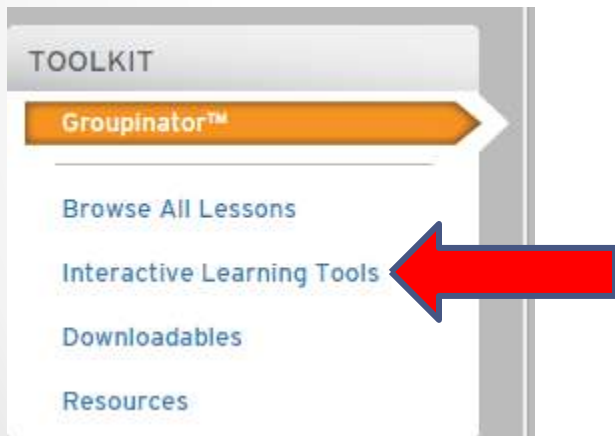 TOOLKIT
Groupinator™
Browse All Lessons
Interactive Learning Tools
Downloadables
Resources